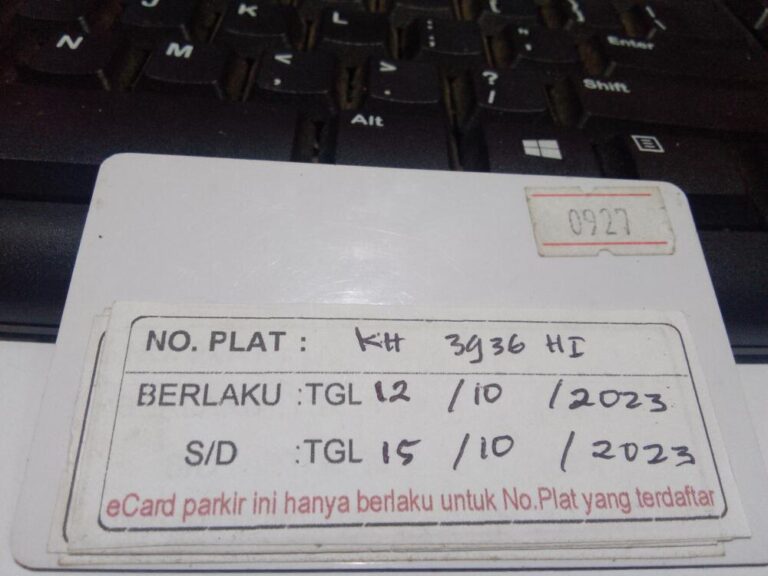 J
K
L
:
;
"
'
{
[
}
]
|
\
Enter
N
M
<
,
>
.
?
/
Shift
Alt
0927
NO. PLAT : KH 3936 HI
BERLAKU :TGL 12 /10 /2023
S/D :TGL 15 /10 /2023
eCard parkir ini hanya berlaku untuk No.Plat yang terdaftar